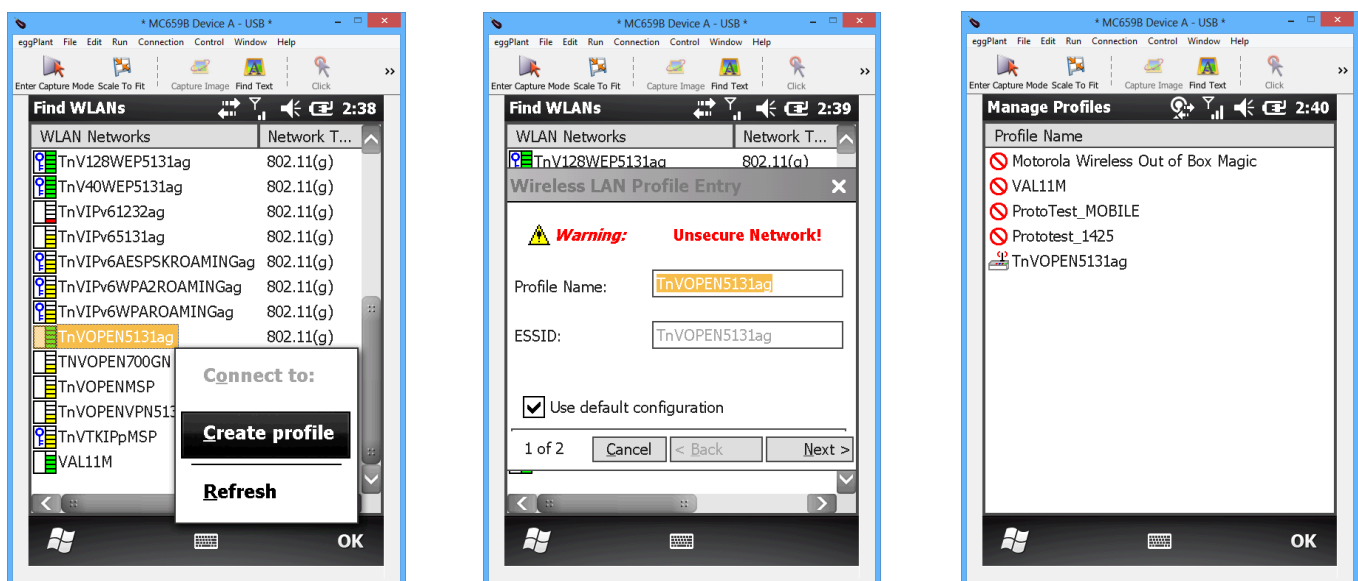 * MC659B Device A - USB *
eggPlant File Edit Run Connection Control Window Help
Enter Capture Mode Scale To Fit Capture Image Find Text Click
Find WLANs 2:38
WLAN Networks Network T...
TnV128WEP5131ag 802.11(g)
TnV40WEP5131ag 802.11(g)
TnVIPv61232ag 802.11(g)
TnVIPv65131ag 802.11(g)
TnVIPv6AESPSKROAMINGag 802.11(g)
TnVIPv6WPA2ROAMINGag 802.11(g)
TnVIPv6WPAROAMINGag 802.11(g)
TnVOPEN5131ag 802.11(g)
TNVOPEN700GN
TnVOPENMSP
TnVOPENVPN513
TnVTKIPpMSP
VAL11M
Connect to:
Create profile
Refresh
OK
* MC659B Device A - USB *
eggPlant File Edit Run Connection Control Window Help
Enter Capture Mode Scale To Fit Capture Image Find Text Click
Find WLANs 2:39
WLAN Networks Network T...
TnV128WEP5131ag 802.11(g)
Wireless LAN Profile Entry
Warning: Unsecure Network!
Profile Name: TnVOPEN5131ag
ESSID: TnVOPEN5131ag
Use default configuration
1 of 2 Cancel < Back Next >
* MC659B Device A - USB *
eggPlant File Edit Run Connection Control Window Help
Enter Capture Mode Scale To Fit Capture Image Find Text Click
Manage Profiles 2:40
Profile Name
Motorola Wireless Out of Box Magic
VAL11M
ProtoTest_MOBILE
Prototest_1425
TnVOPEN5131ag
OK